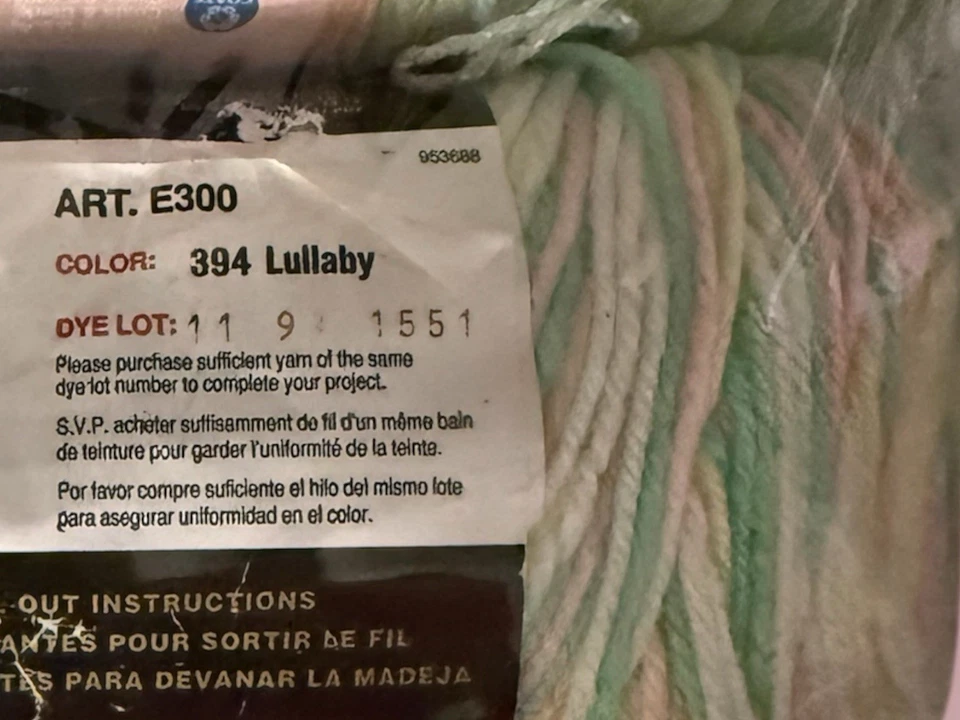 COATS
953688
ART. E300
COLOR: 394 Lullaby
DYE LOT: 11 9 1551
Please purchase sufficient yarn of the same
dye lot number to complete your project.
S.V.P. acheter suffisamment de fil d'un même bain
de teinture pour garder l'uniformité de la teinte.
Por favor compre suficiente el hilo del mismo lote
para asegurar uniformidad en el color.
-OUT INSTRUCTIONS
ANTES POUR SORTIR DE FIL
TES PARA DEVANAR LA MADEJA